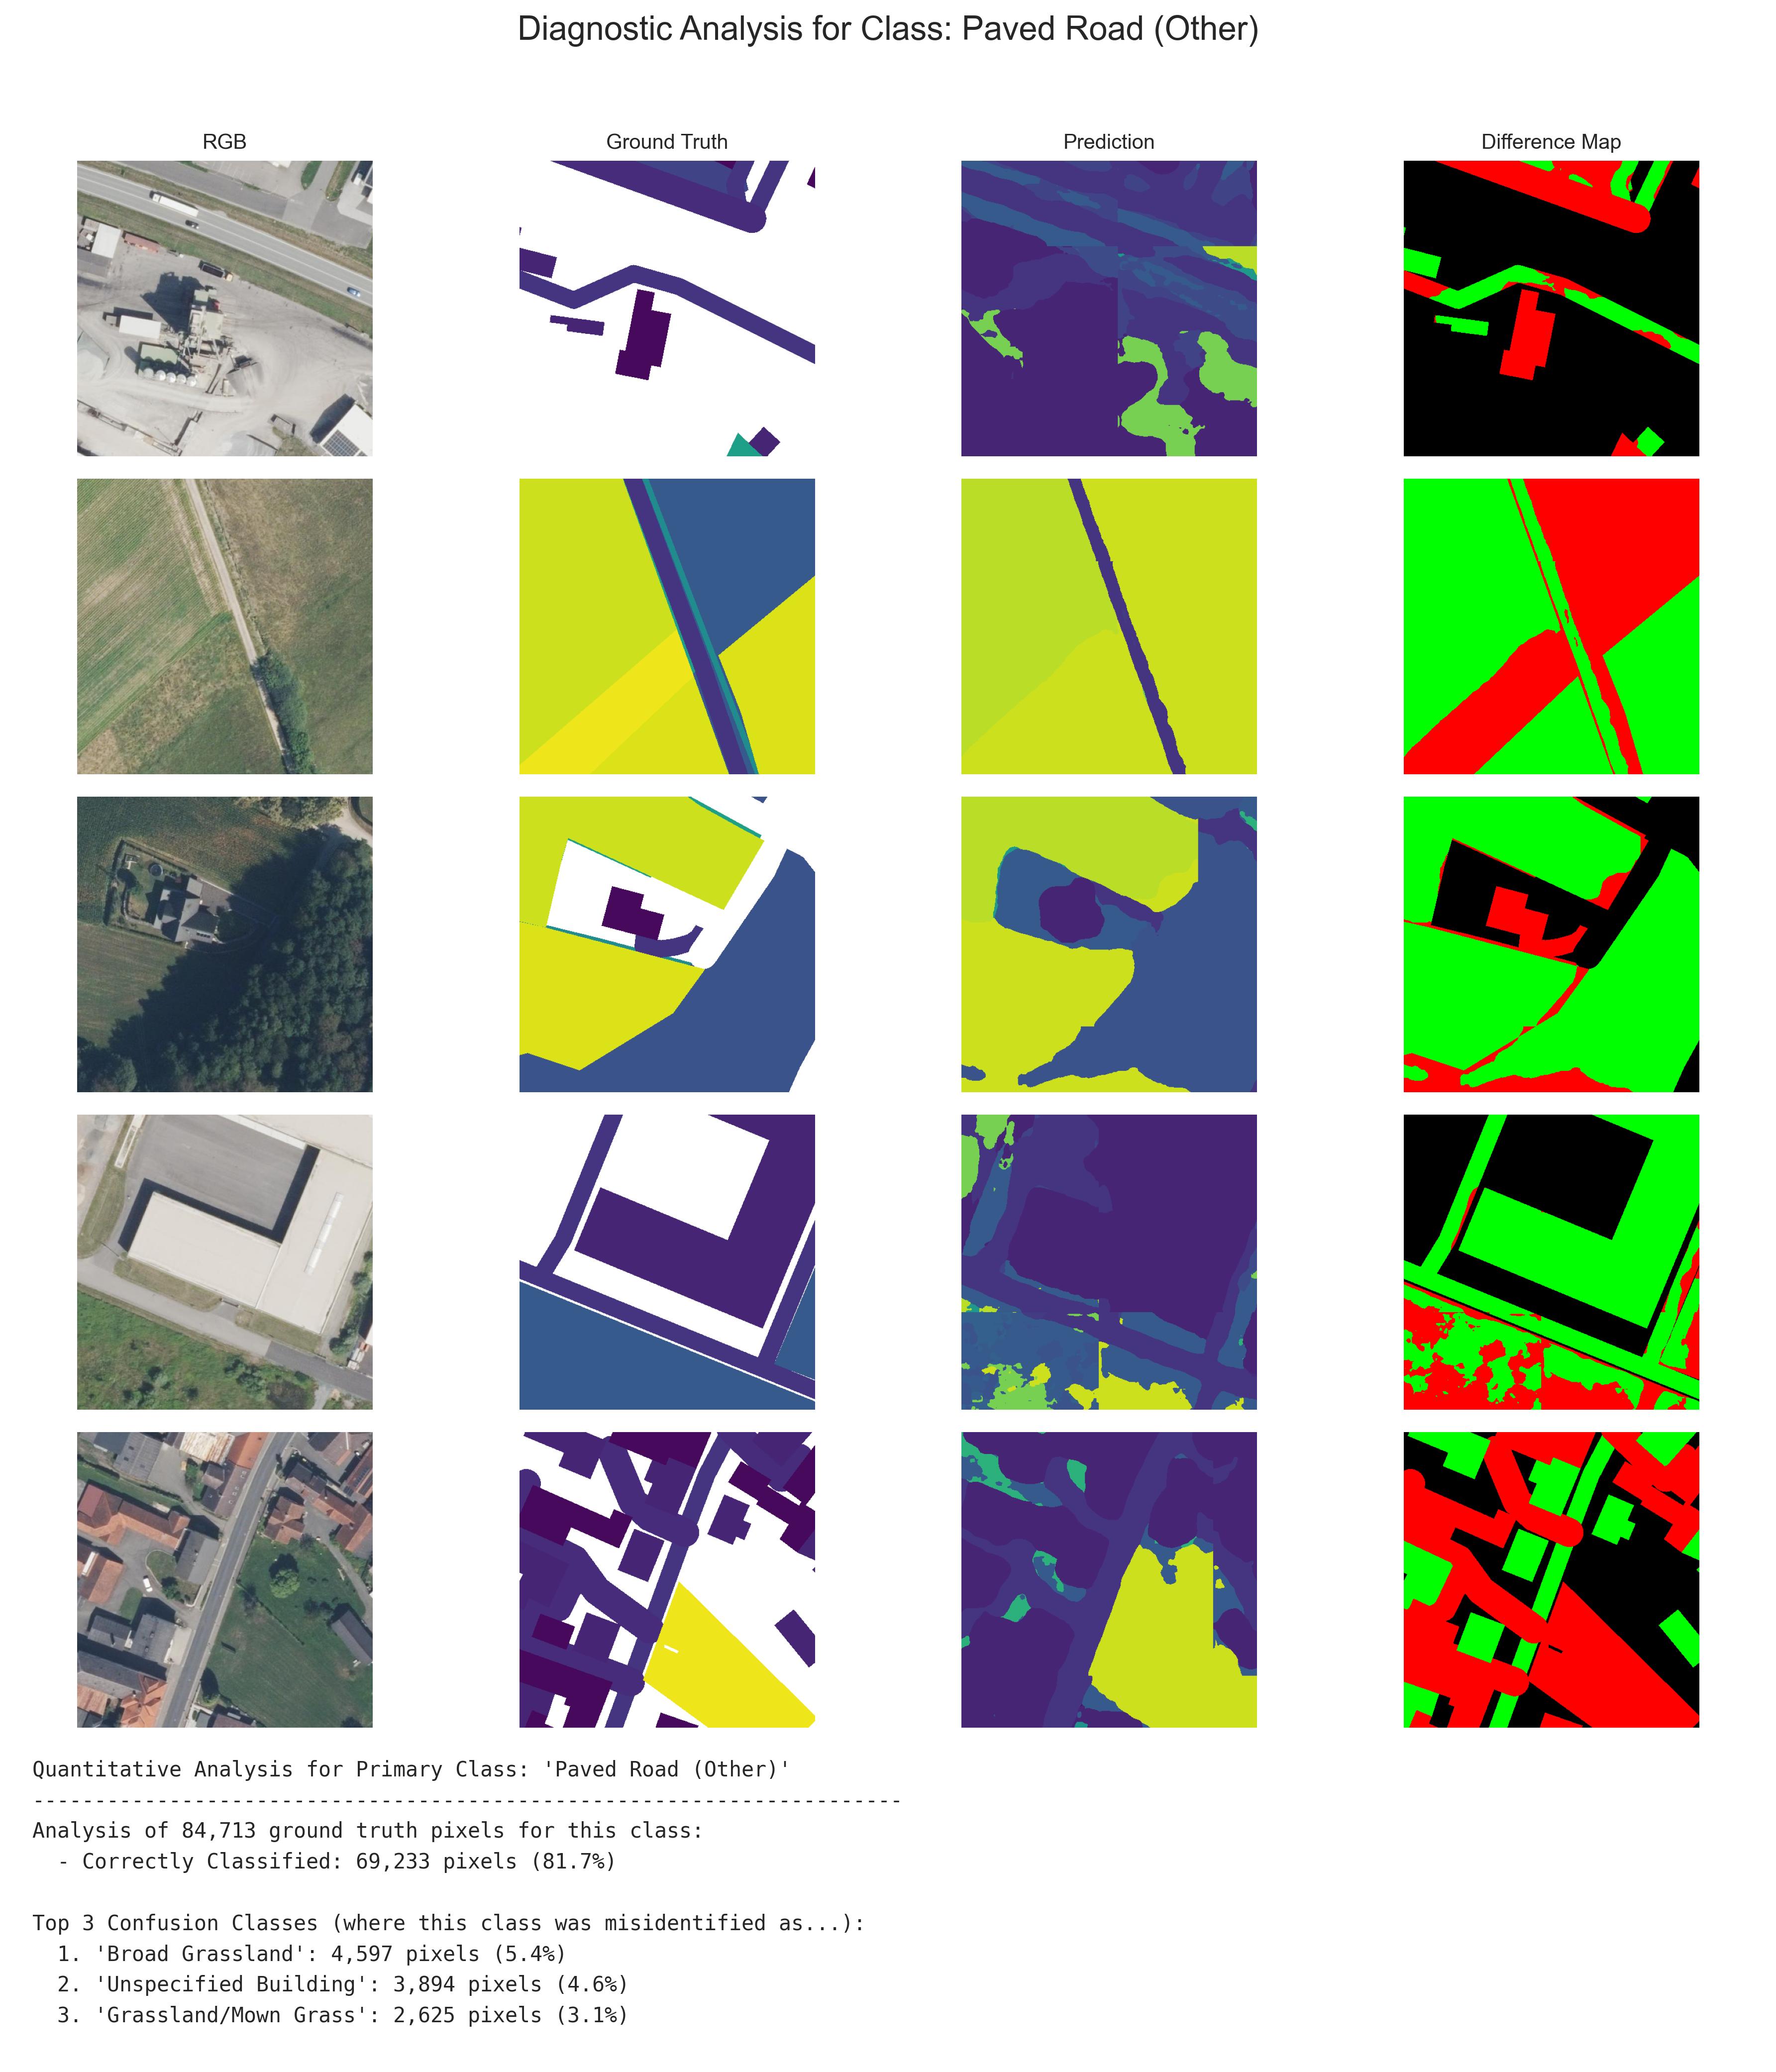 Diagnostic Analysis for Class: Paved Road (Other)
RGB
Ground Truth
Prediction
Difference Map
Quantitative Analysis for Primary Class: 'Paved Road (Other)'
----------------------------------------------------------------------
Analysis of 84,713 ground truth pixels for this class:
- Correctly Classified: 69,233 pixels (81.7%)
Top 3 Confusion Classes (where this class was misidentified as...):
1. 'Broad Grassland': 4,597 pixels (5.4%)
2. 'Unspecified Building': 3,894 pixels (4.6%)
3. 'Grassland/Mown Grass': 2,625 pixels (3.1%)